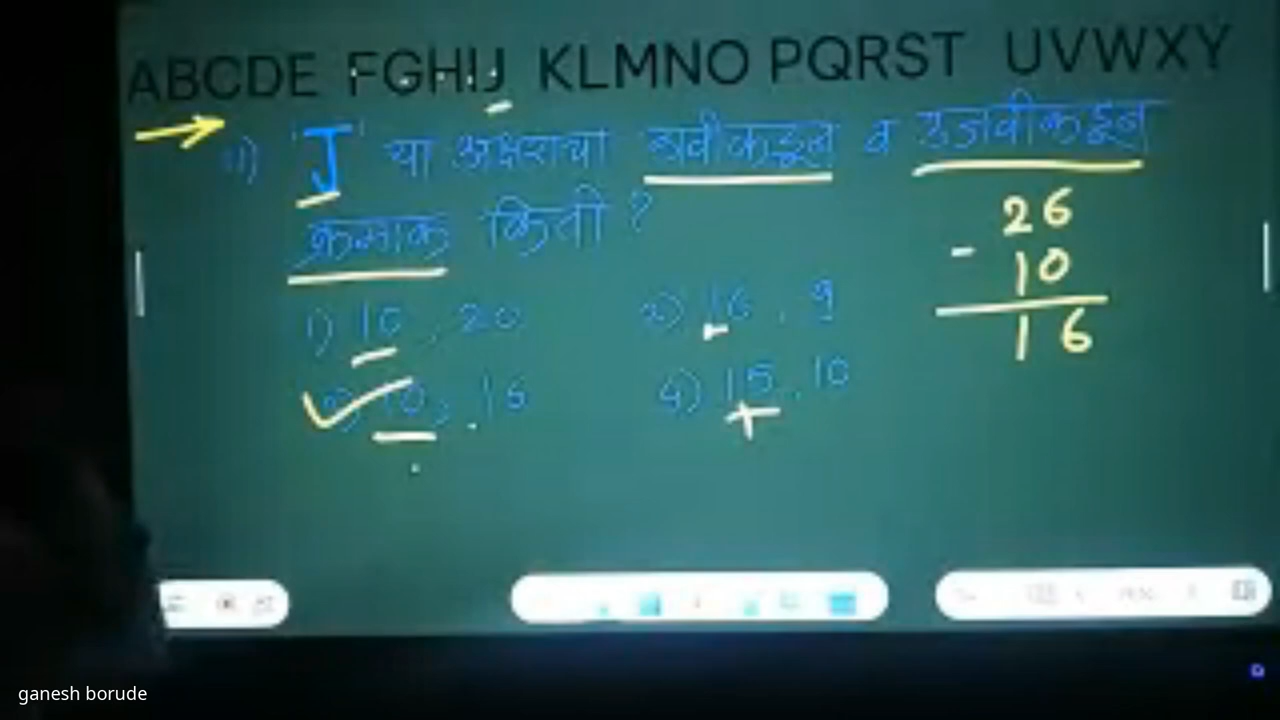 ABCDE FGHIJ KLMNO PQRST UVWXY
11) 'J' या अक्षराचा डावीकडून व उजवीकडून
क्रमांक किती ?
1) 10, 20 2) 16, 9
3) 10, 16 4) 15, 10
26
- 10
16
ganesh borude